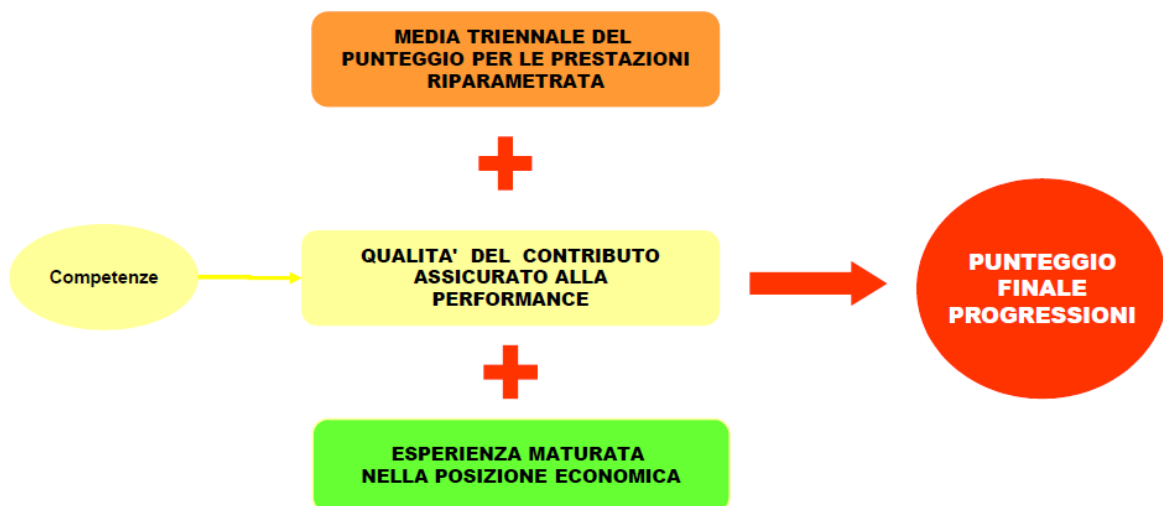 MEDIA TRIENNALE DEL
PUNTEGGIO PER LE PRESTAZIONI
RIPARAMETRATA
Competenze
QUALITA' DEL CONTRIBUTO
ASSICURATO ALLA
PERFORMANCE
PUNTEGGIO
FINALE
PROGRESSIONI
ESPERIENZA MATURATA
NELLA POSIZIONE ECONOMICA